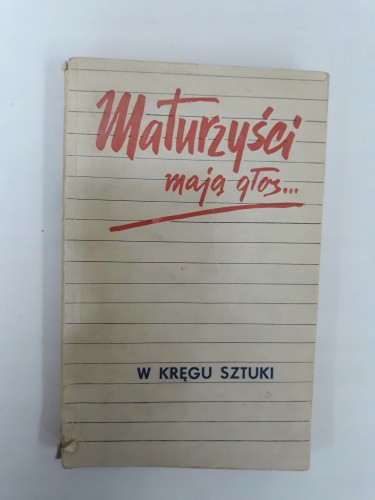 Maturzyści
mają głos...
W KRĘGU SZTUKI